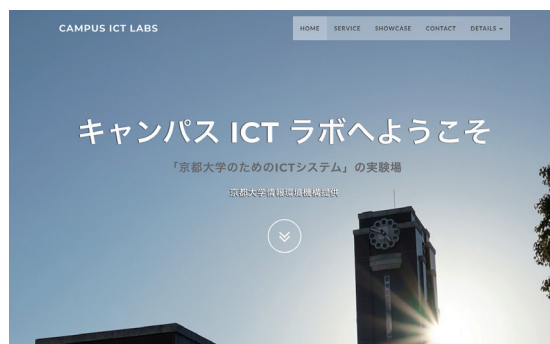 CAMPUS ICT LABS
HOME SERVICE SHOWCASE CONTACT DETAILS
キャンパス ICT ラボへようこそ
「京都大学のためのICTシステム」の実験場
京都大学情報環境機構提供